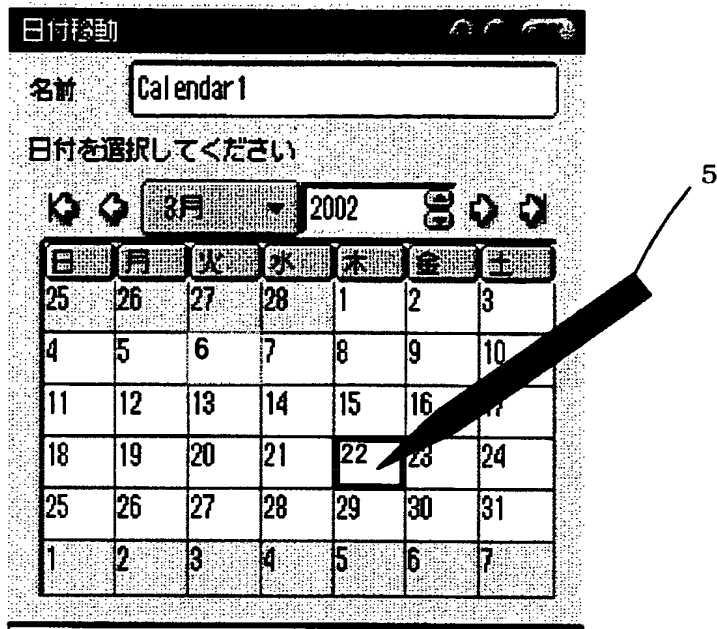 日付移動
名前 Calendar1
日付を選択してください
3月 2002
日 月 火 水 木 金 土
25 26 27 28 1 2 3
4 5 6 7 8 9 10
11 12 13 14 15 16 17
18 19 20 21 22 23 24
25 26 27 28 29 30 31
1 2 3 4 5 6 7
5